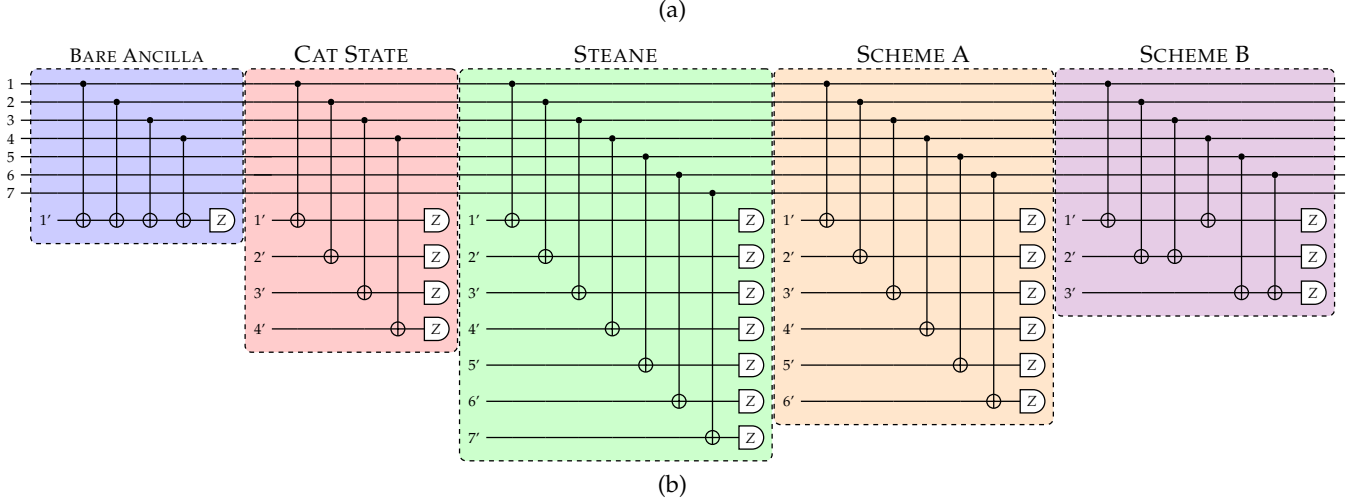 (a)
BARE ANCILLA CAT STATE STEANE SCHEME A SCHEME B
1
2
3
4
5
6
7
1′ Z 1′ Z 1′ Z 1′ Z 1′ Z
2′ Z 2′ Z 2′ Z 2′ Z
3′ Z 3′ Z 3′ Z 3′ Z
4′ Z 4′ Z 4′ Z
5′ Z 5′ Z
6′ Z 6′ Z
7′ Z
(b)